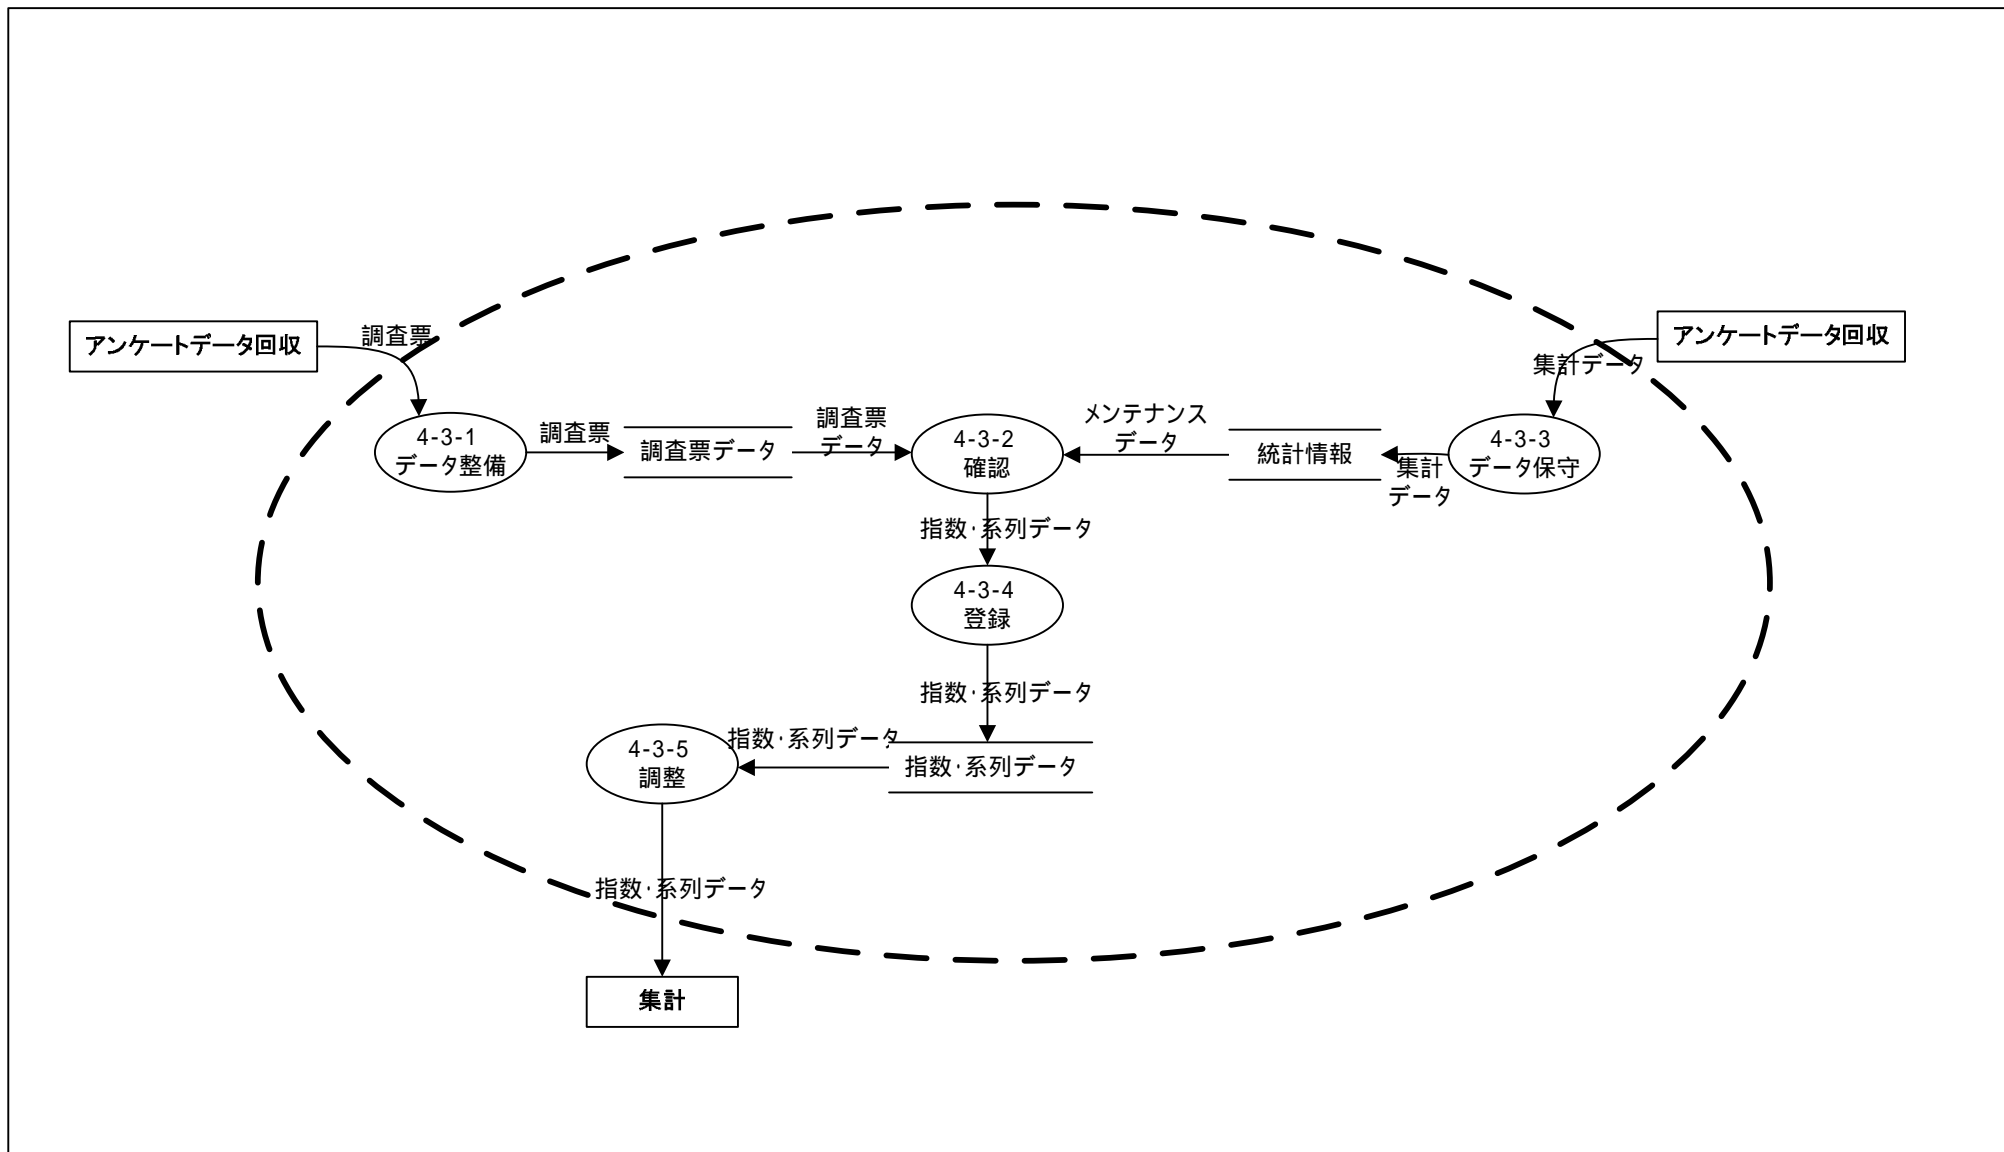 アンケートデータ回収
調査票
アンケートデータ回収
集計データ
4-3-1
データ整備
調査票
調査票データ
調査票
データ
4-3-2
確認
メンテナンス
データ
統計情報
集計
データ
4-3-3
データ保守
指数・系列データ
4-3-4
登録
指数・系列データ
4-3-5
調整
指数・系列データ
指数・系列データ
指数・系列データ
集計